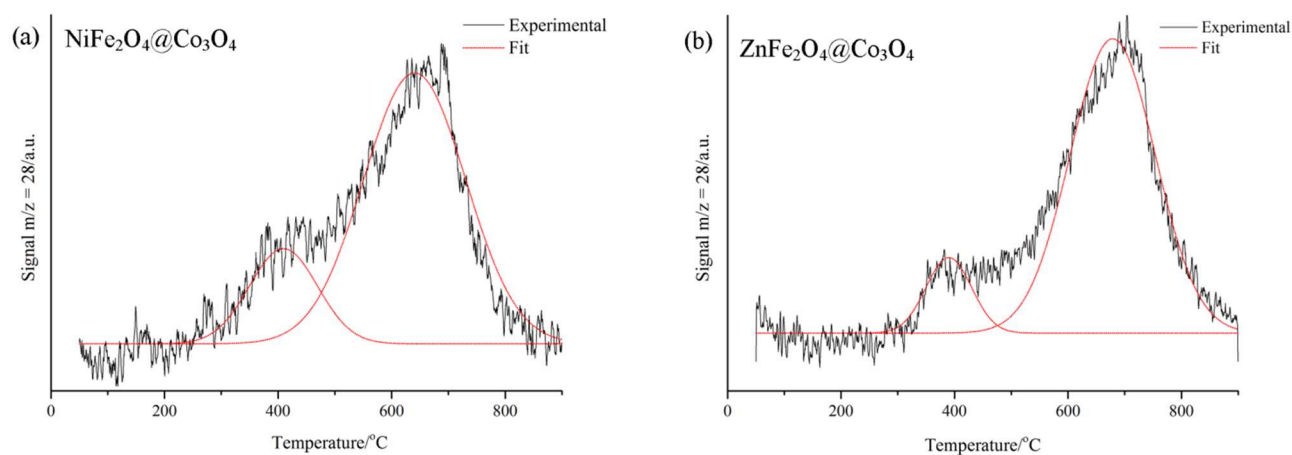 (a)
NiFe₂O₄@Co₃O₄
Experimental
Fit
Signal m/z = 28/a.u.
0
200
400
600
800
Temperature/°C
(b)
ZnFe₂O₄@Co₃O₄
Experimental
Fit
Signal m/z = 28/a.u.
0
200
400
600
800
Temperature/°C